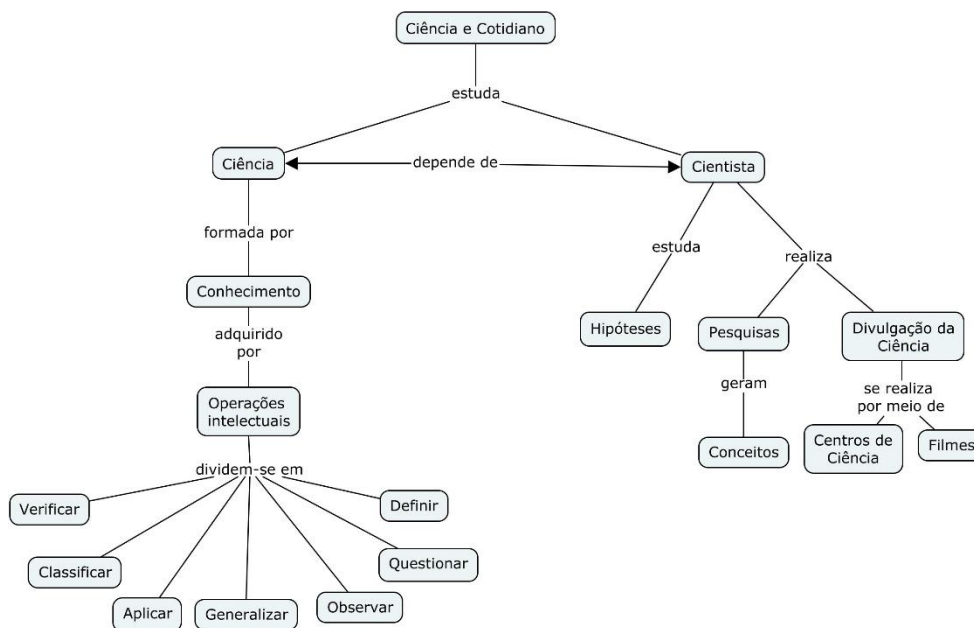 Ciência e Cotidiano
estuda
Ciência
depende de
Cientista
formada por
estuda
realiza
Conhecimento
Hipóteses
Pesquisas
Divulgação da
Ciência
adquirido
por
geram
se realiza
por meio de
Operações
intelectuais
Conceitos
Centros de
Ciência
Filmes
dividem-se em
Verificar
Definir
Classificar
Questionar
Aplicar
Generalizar
Observar